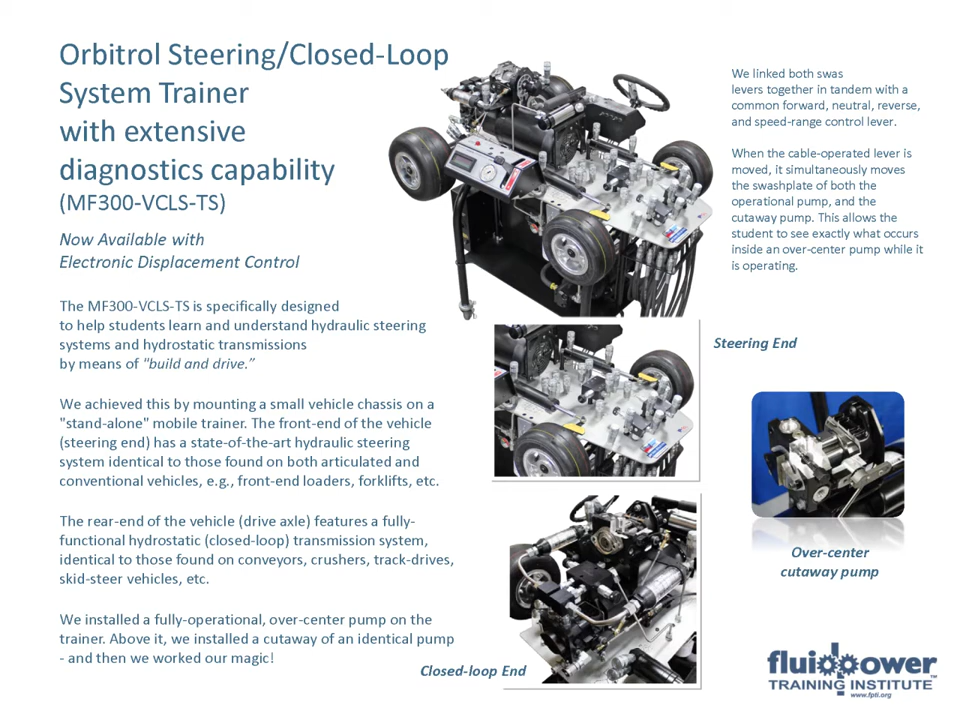 Orbitrol Steering/Closed-Loop
System Trainer
with extensive
diagnostics capability
(MF300-VCLS-TS)
Now Available with
Electronic Displacement Control
The MF300-VCLS-TS is specifically designed
to help students learn and understand hydraulic steering
systems and hydrostatic transmissions
by means of "build and drive."
We achieved this by mounting a small vehicle chassis on a
"stand-alone" mobile trainer. The front-end of the vehicle
(steering end) has a state-of-the-art hydraulic steering
system identical to those found on both articulated and
conventional vehicles, e.g., front-end loaders, forklifts, etc.
The rear-end of the vehicle (drive axle) features a fully-
functional hydrostatic (closed-loop) transmission system,
identical to those found on conveyors, crushers, track-drives,
skid-steer vehicles, etc.
We installed a fully-operational, over-center pump on the
trainer. Above it, we installed a cutaway of an identical pump
- and then we worked our magic!
We linked both swas
levers together in tandem with a
common forward, neutral, reverse,
and speed-range control lever.
When the cable-operated lever is
moved, it simultaneously moves
the swashplate of both the
operational pump, and the
cutaway pump. This allows the
student to see exactly what occurs
inside an over-center pump while it
is operating.
Steering End
Over-center
cutaway pump
Closed-loop End
fluidpower
TRAINING INSTITUTE™
www.fpti.org